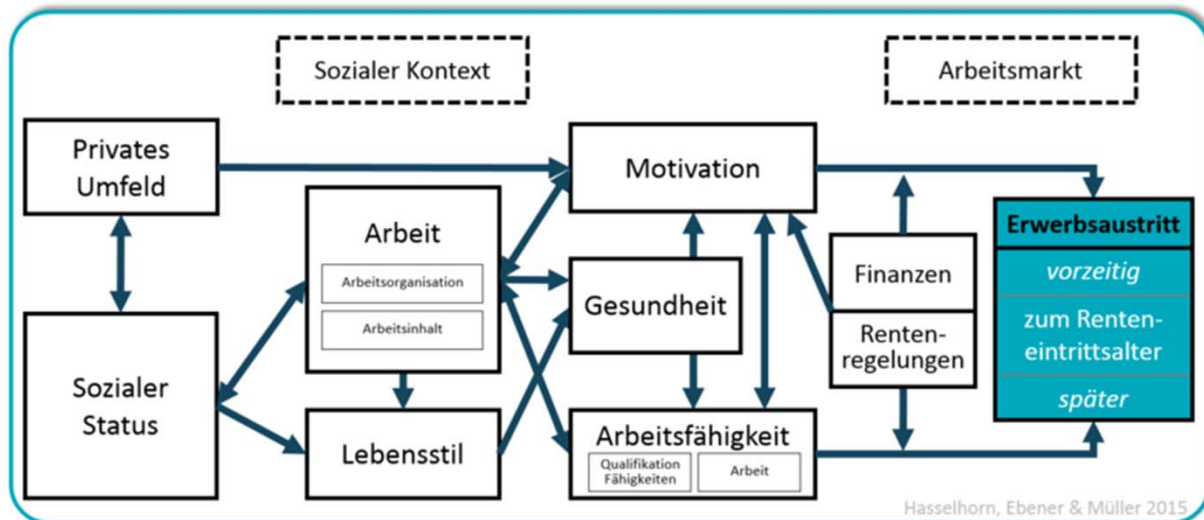 Sozialer Kontext
Arbeitsmarkt
Privates
Umfeld
Motivation
Arbeit
Arbeitsorganisation
Arbeitsinhalt
Gesundheit
Finanzen
Renten-
regelungen
Erwerbsaustritt
vorzeitig
zum Renten-
eintrittsalter
später
Sozialer
Status
Lebensstil
Arbeitsfähigkeit
Qualifikation
Fähigkeiten
Arbeit
Hasselhorn, Ebener & Müller 2015